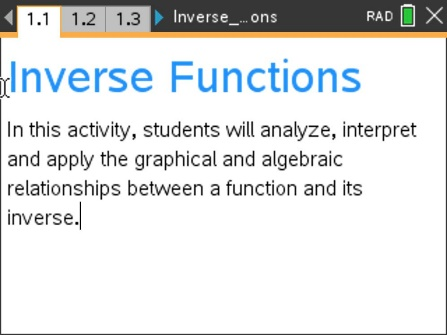 1.1 1.2 1.3 Inverse_...ons RAD
Inverse Functions
In this activity, students will analyze, interpret
and apply the graphical and algebraic
relationships between a function and its
inverse.